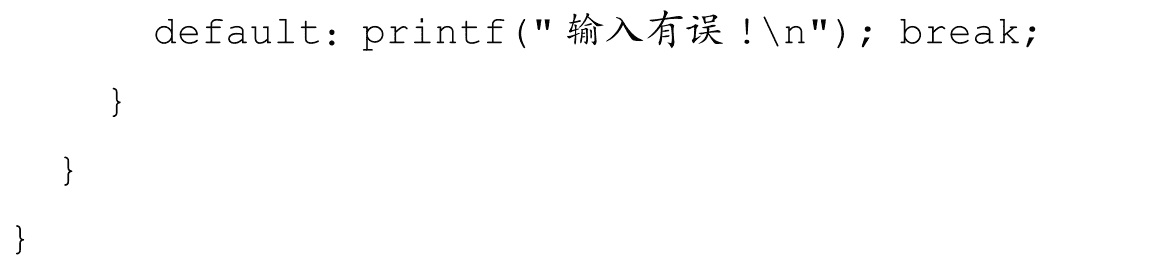 default: printf("输入有误!\n"); break;
}
}
}